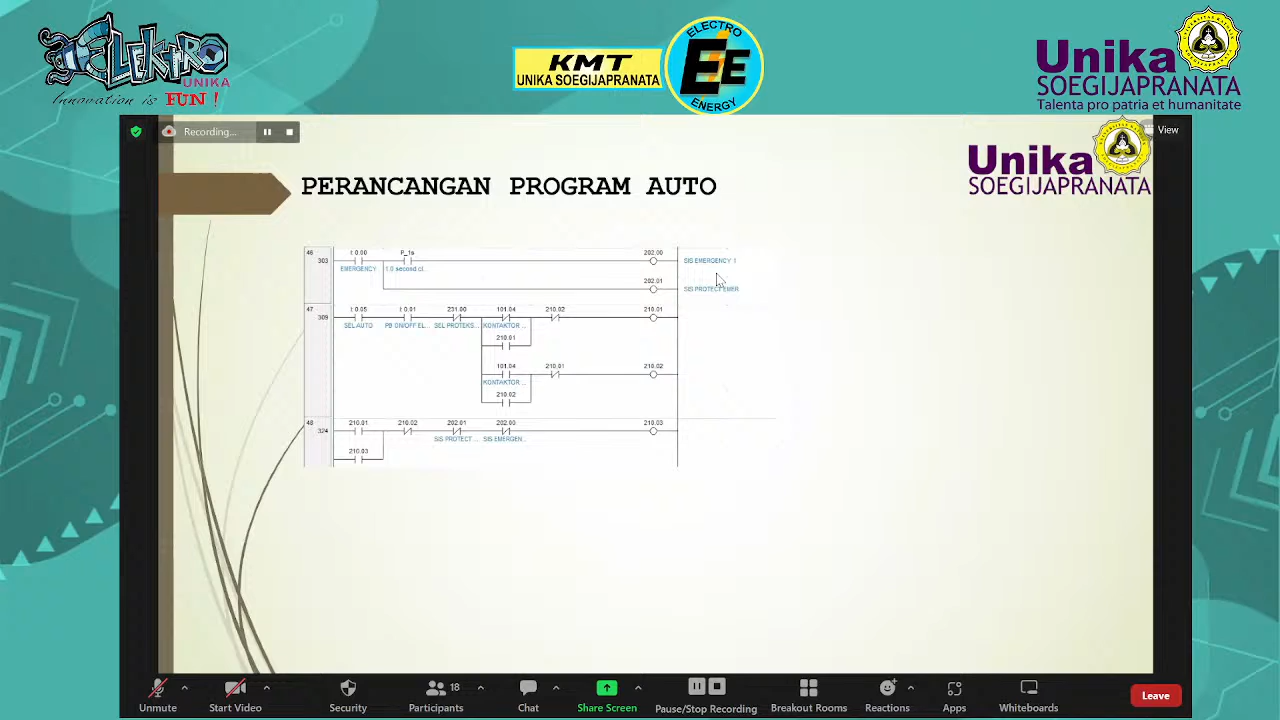 ELEKTRO
UNIKA
Innovation is FUN !
KMT
UNIKA SOEGIJAPRANATA
ELECTRO
EiE
ENERGY
Unika
SOEGIJAPRANATA
Talenta pro patria et humanitate
Recording...
View
Unika
SOEGIJAPRANATA
PERANCANGAN PROGRAM AUTO
46
303
I: 0.00
P_1s
202.00
EMERGENCY
1.0 second cl...
SIS EMERGENCY 1
202.01
SIS PROTECT EMER
47
309
I: 0.05
I: 0.01
231.00
101.04
210.02
210.01
SEL AUTO
PB ON/OFF EL...
SEL PROTEKS...
KONTAKTOR ...
210.01
101.04
210.01
210.02
KONTAKTOR ...
210.02
48
324
210.01
210.02
202.01
202.00
210.03
SIS PROTECT ...
SIS EMERGEN...
210.03
Unmute
Start Video
Security
18
Participants
Chat
Share Screen
Pause/Stop Recording
Breakout Rooms
Reactions
Apps
Whiteboards
Leave